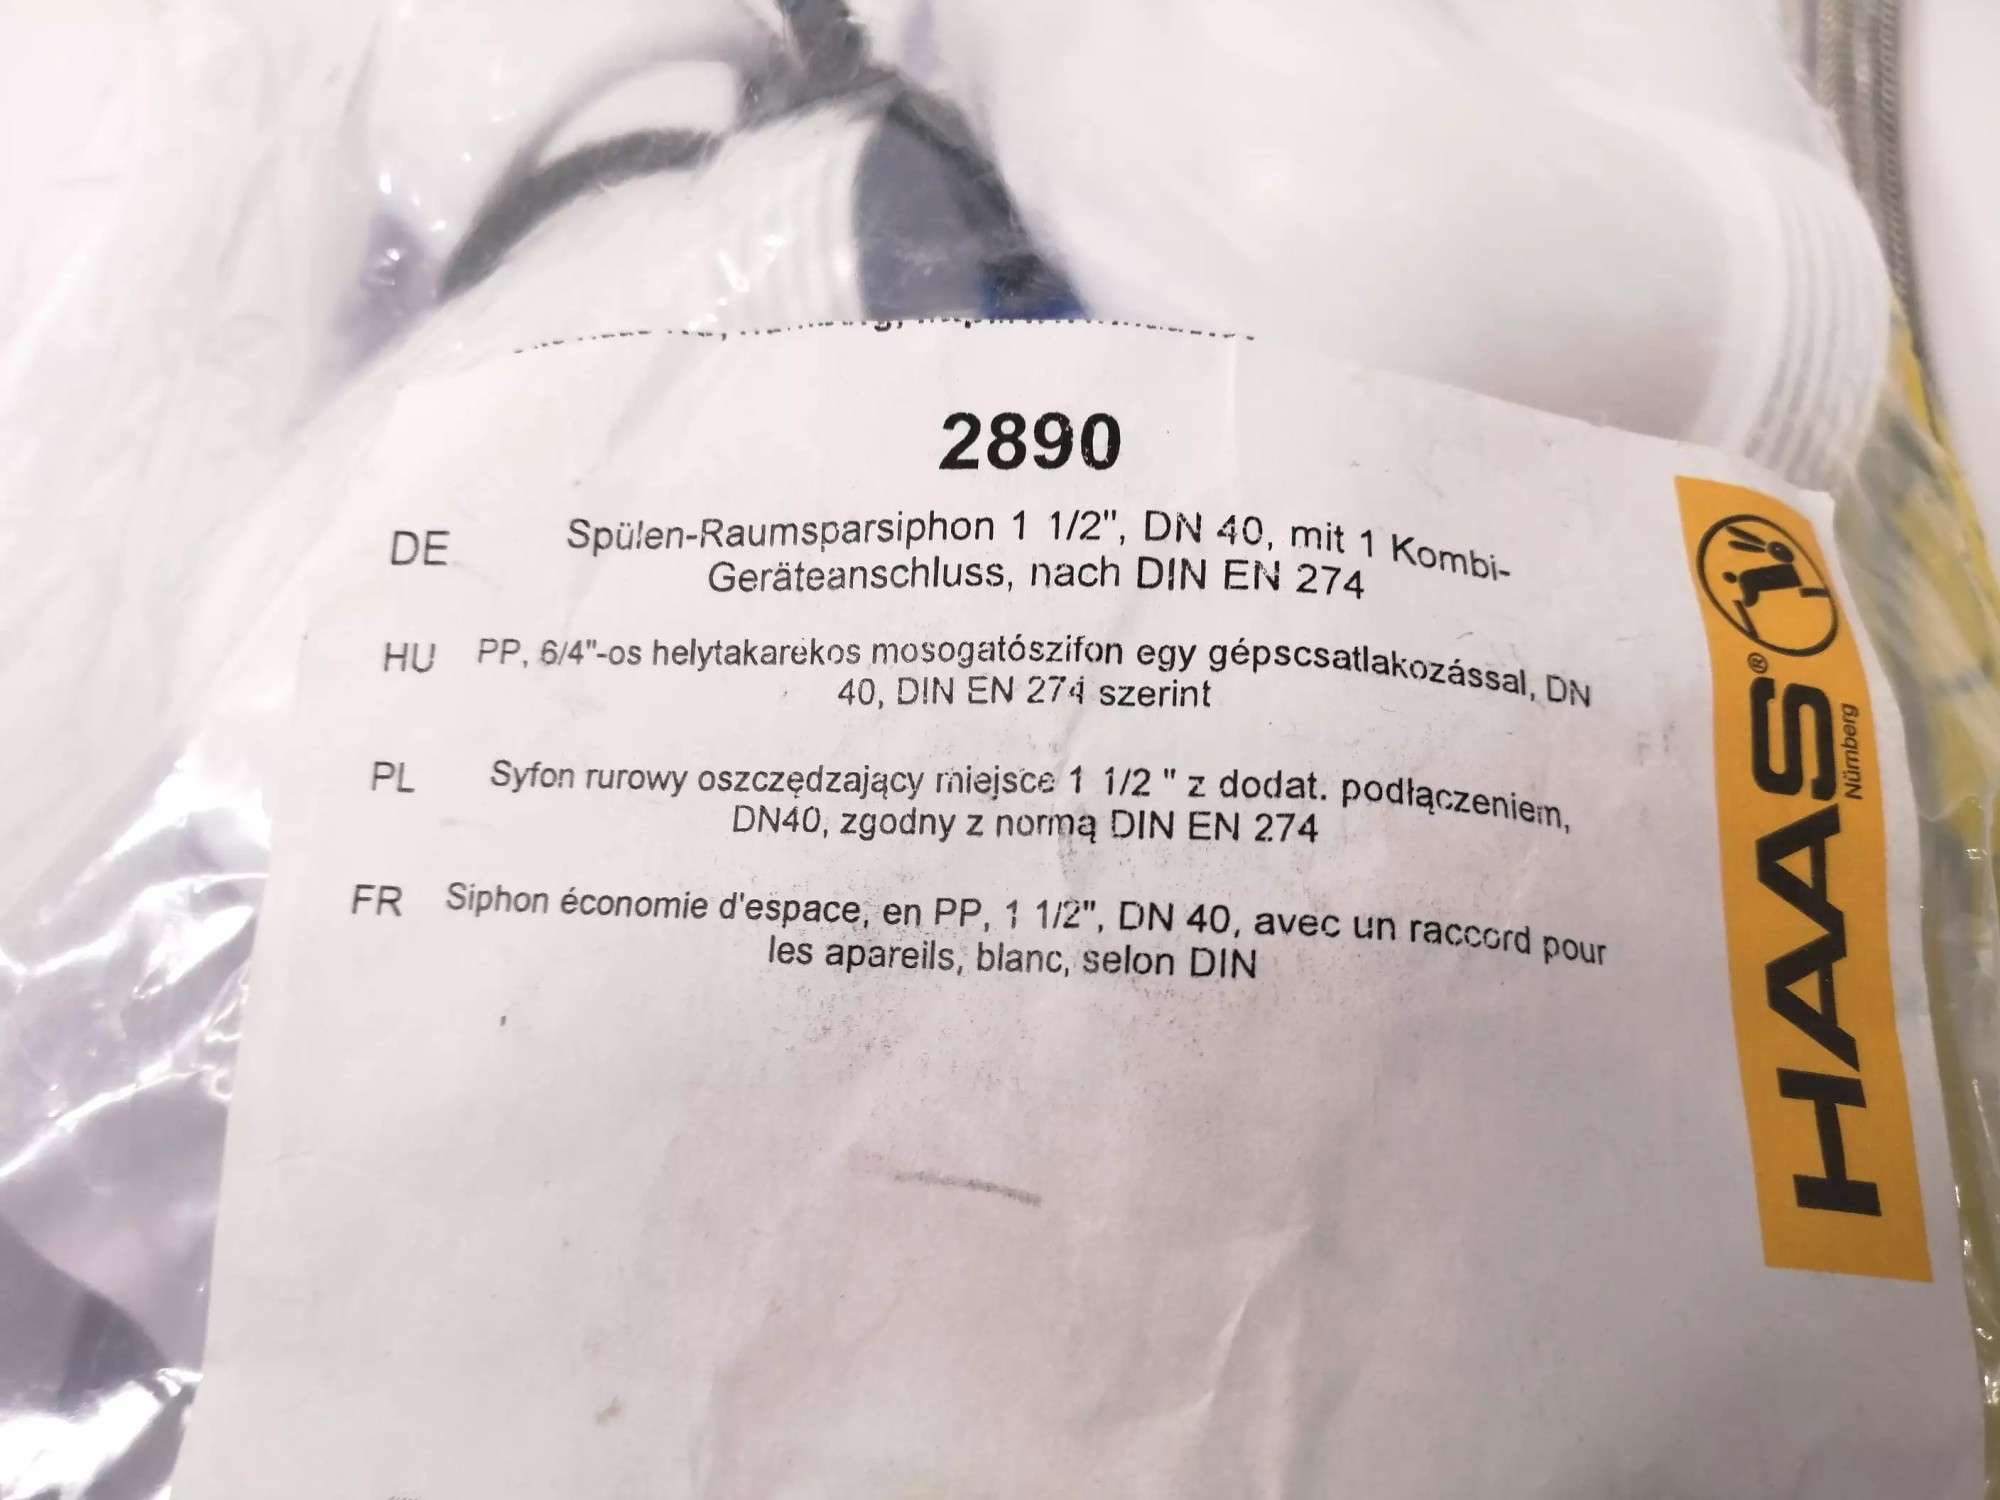 2890
DE Spülen-Raumsparsiphon 1 1/2", DN 40, mit 1 Kombi-
Geräteanschluss, nach DIN EN 274
HU PP, 6/4"-os helytakarékos mosogatószifon egy gépscsatlakozással, DN
40, DIN EN 274 szerint
PL Syfon rurowy oszczędzający miejsce 1 1/2 " z dodat. podłączeniem,
DN40, zgodny z normą DIN EN 274
FR Siphon économie d'espace, en PP, 1 1/2", DN 40, avec un raccord pour
les apareils, blanc, selon DIN
HAAS®
Nürnberg